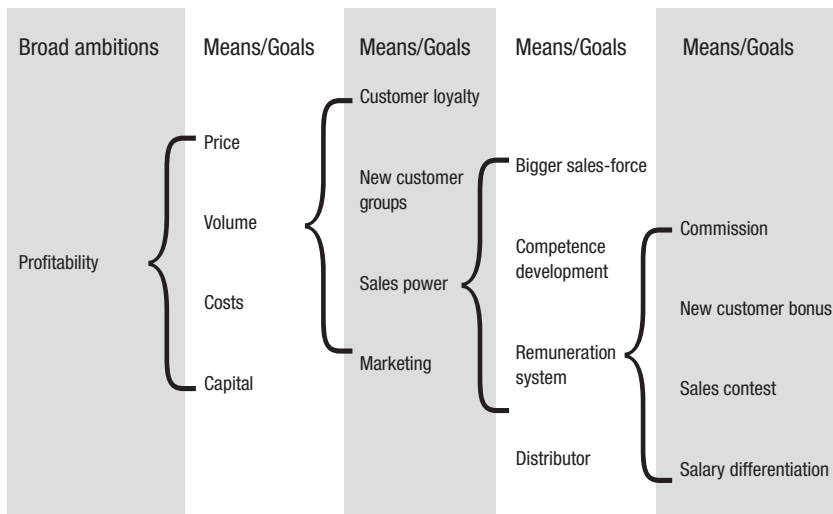 Broad ambitions
Means/Goals
Means/Goals
Means/Goals
Means/Goals
Profitability
Price
Volume
Costs
Capital
Customer loyalty
New customer
groups
Sales power
Marketing
Bigger sales-force
Competence
development
Remuneration
system
Distributor
Commission
New customer bonus
Sales contest
Salary differentiation